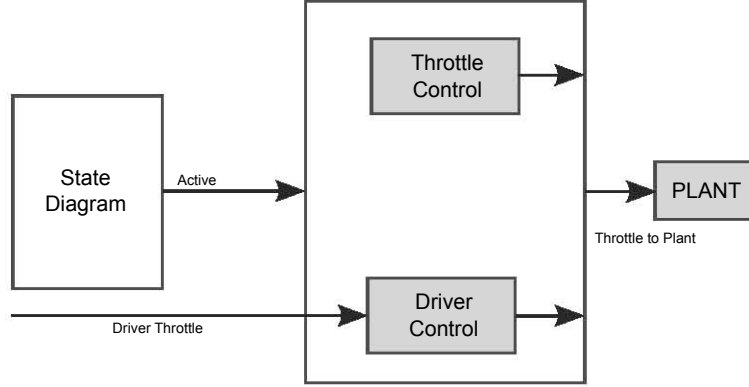 Throttle
Control
State
Diagram
Active
PLANT
Throttle to Plant
Driver
Control
Driver Throttle